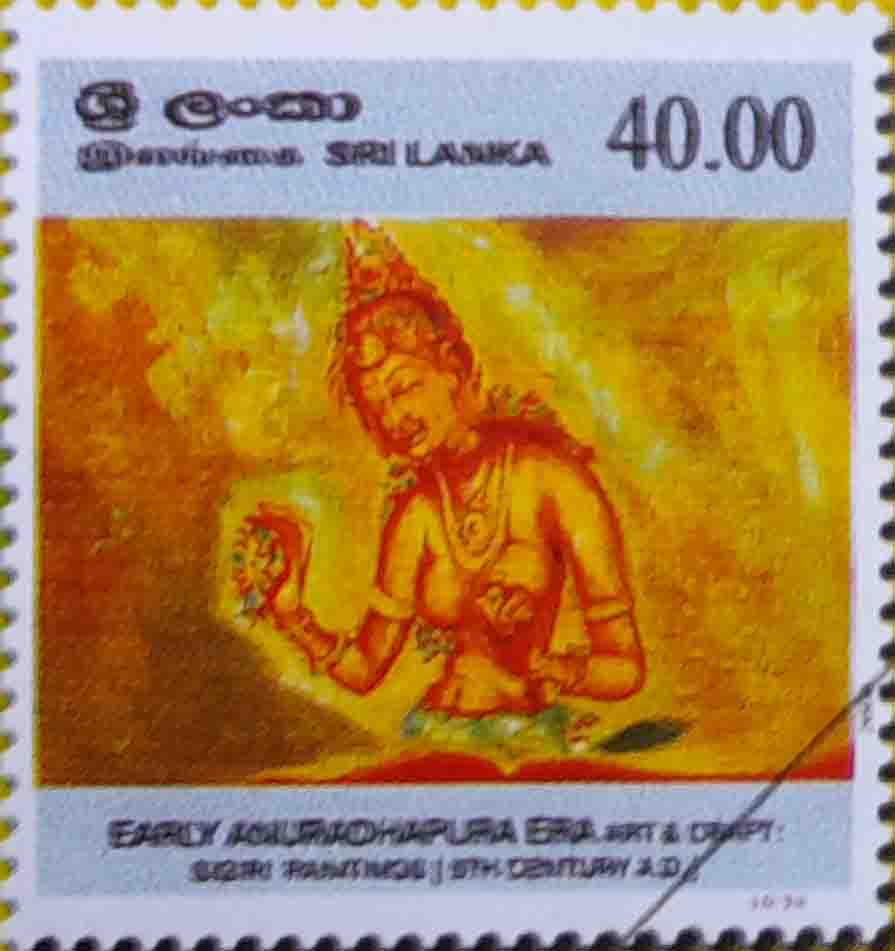 ශ්‍රී ලංකා
இலங்கை SRI LANKA
40.00
EARLY ANURADHAPURA ERA ART & CRAFT:
SIGIRI PAINTINGS [ 5TH CENTURY A.D.]